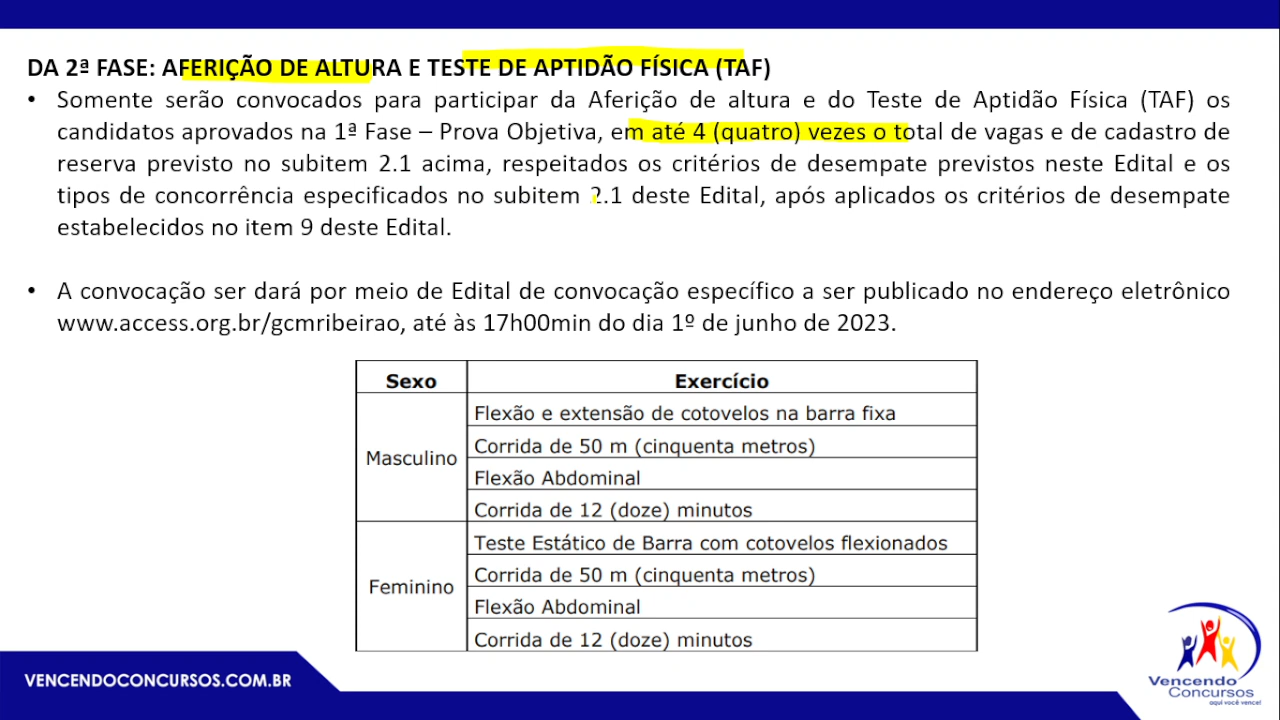 DA 2ª FASE: AFERIÇÃO DE ALTURA E TESTE DE APTIDÃO FÍSICA (TAF)
• Somente serão convocados para participar da Aferição de altura e do Teste de Aptidão Física (TAF) os
candidatos aprovados na 1ª Fase – Prova Objetiva, em até 4 (quatro) vezes o total de vagas e de cadastro de
reserva previsto no subitem 2.1 acima, respeitados os critérios de desempate previstos neste Edital e os
tipos de concorrência especificados no subitem 2.1 deste Edital, após aplicados os critérios de desempate
estabelecidos no item 9 deste Edital.
• A convocação ser dará por meio de Edital de convocação específico a ser publicado no endereço eletrônico
www.access.org.br/gcmribeirao, até às 17h00min do dia 1º de junho de 2023.
Sexo Exercício
Masculino
Flexão e extensão de cotovelos na barra fixa
Corrida de 50 m (cinquenta metros)
Flexão Abdominal
Corrida de 12 (doze) minutos
Feminino
Teste Estático de Barra com cotovelos flexionados
Corrida de 50 m (cinquenta metros)
Flexão Abdominal
Corrida de 12 (doze) minutos
VENCENDOCONCURSOS.COM.BR
Vencendo
Concursos
aqui você vence!